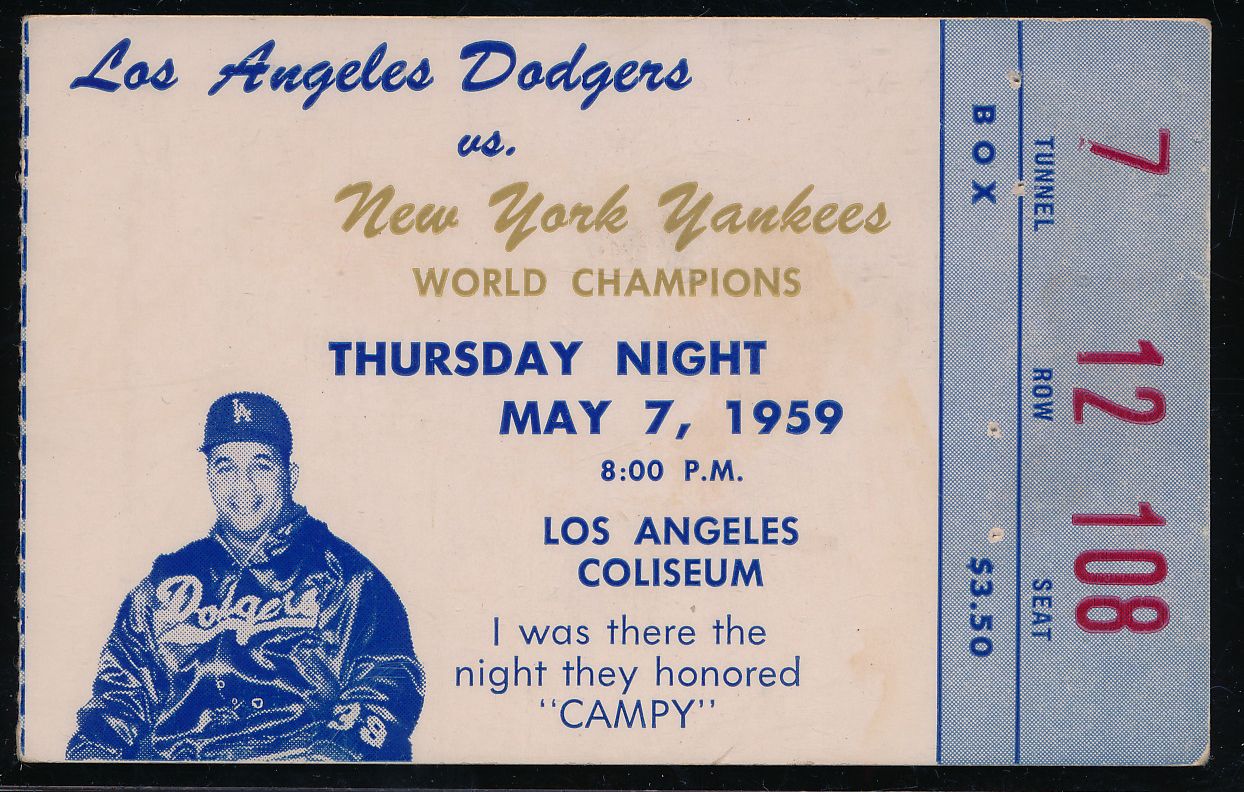 Los Angeles Dodgers
vs.
New York Yankees
WORLD CHAMPIONS
THURSDAY NIGHT
MAY 7, 1959
8:00 P.M.
LOS ANGELES
COLISEUM
I was there the
night they honored
"CAMPY"
LA
Dodgers
39
BOX $3.50
TUNNEL ROW SEAT
7 12 108